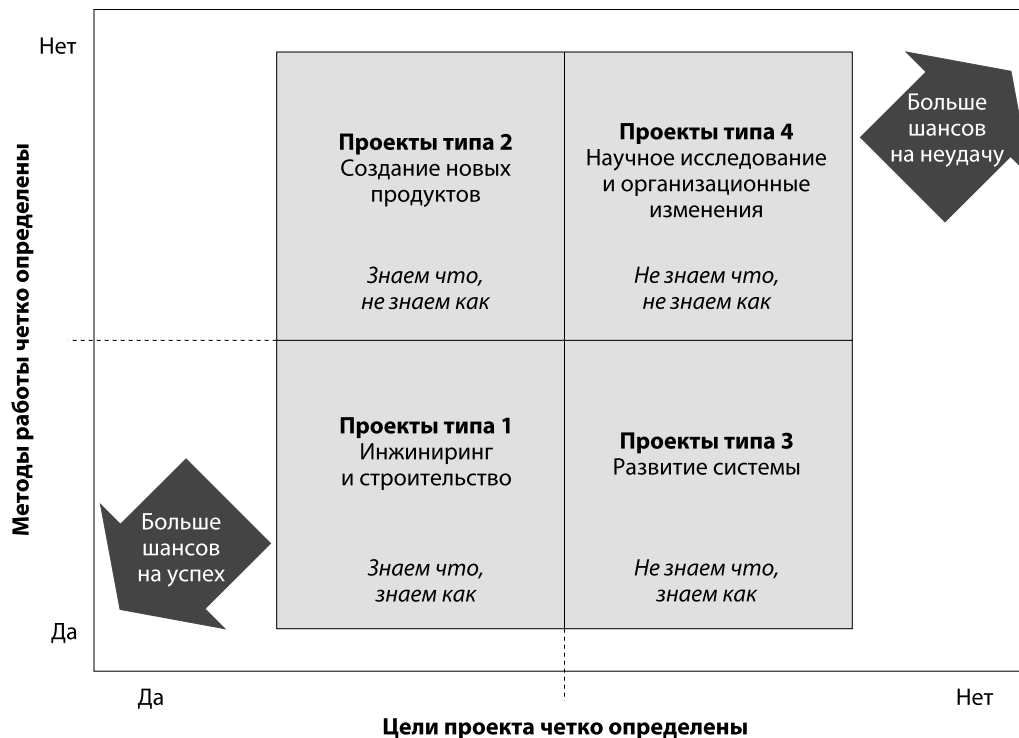 Нет
Методы работы четко определены
Да
Проекты типа 2
Создание новых
продуктов
Знаем что,
не знаем как
Проекты типа 4
Научное исследование
и организационные
изменения
Не знаем что,
не знаем как
Больше
шансов
на неудачу
Проекты типа 1
Инжиниринг
и строительство
Знаем что,
знаем как
Проекты типа 3
Развитие системы
Не знаем что,
знаем как
Больше
шансов
на успех
Да
Нет
Цели проекта четко определены